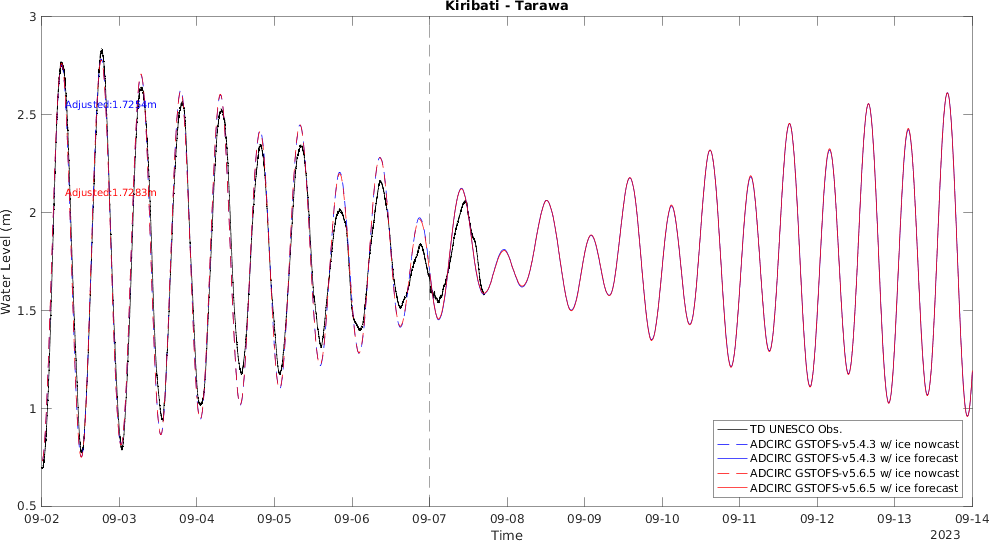 Kiribati - Tarawa
3
2.5
2
1.5
1
0.5
Water Level (m)
Adjusted:1.7254m
Adjusted:1.7283m
TD UNESCO Obs.
ADCIRC GSTOFS-v5.4.3 w/ ice nowcast
ADCIRC GSTOFS-v5.4.3 w/ ice forecast
ADCIRC GSTOFS-v5.6.5 w/ ice nowcast
ADCIRC GSTOFS-v5.6.5 w/ ice forecast
09-02 09-03 09-04 09-05 09-06 09-07 09-08 09-09 09-10 09-11 09-12 09-13 09-14
Time
2023